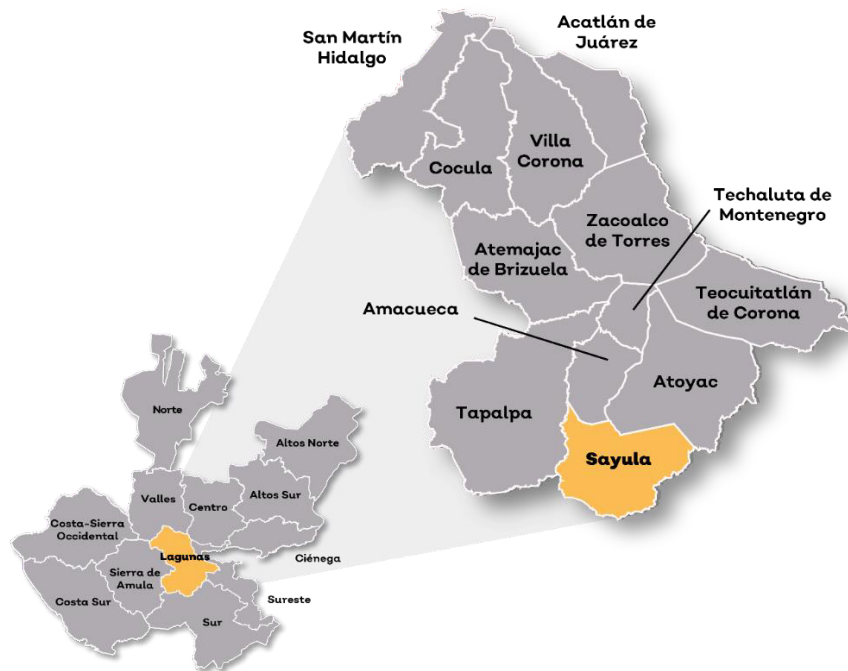 San Martín
Hidalgo
Acatlán de
Juárez
Villa
Corona
Cocula
Techaluta de
Montenegro
Zacoalco
de Torres
Atemajac
de Brizuela
Teocuitatlán
de Corona
Amacueca
Atoyac
Tapalpa
Sayula
Norte
Altos Norte
Valles
Centro
Altos Sur
Costa-Sierra
Occidental
Lagunas
Ciénega
Sierra de
Amula
Costa Sur
Sureste
Sur